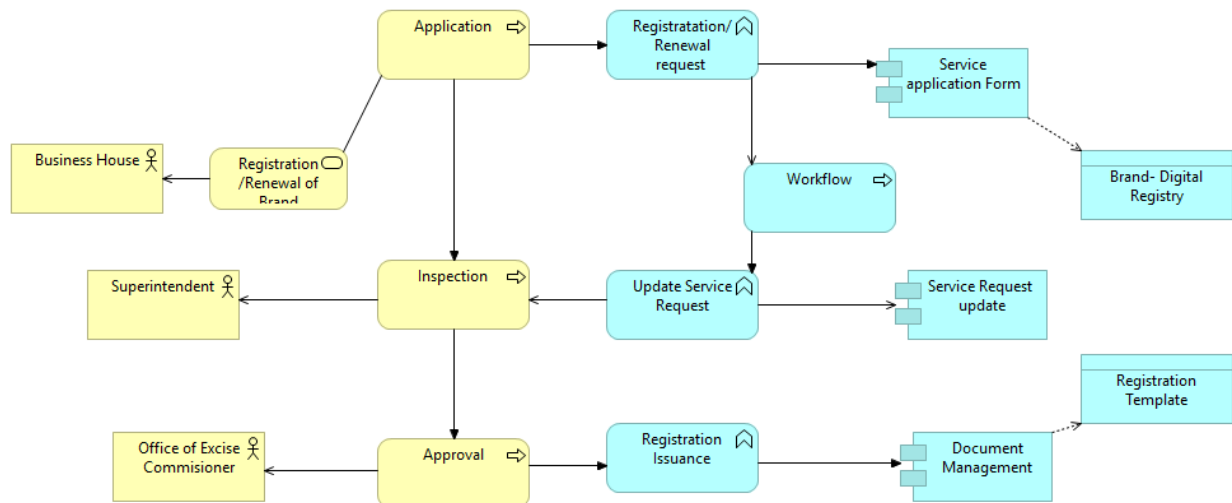 Application
Registratation/
Renewal
request
Service
application Form
Business House
Registration
/Renewal of
Brand
Workflow
Brand- Digital
Registry
Superintendent
Inspection
Update Service
Request
Service Request
update
Registration
Template
Office of Excise
Commisioner
Approval
Registration
Issuance
Document
Management